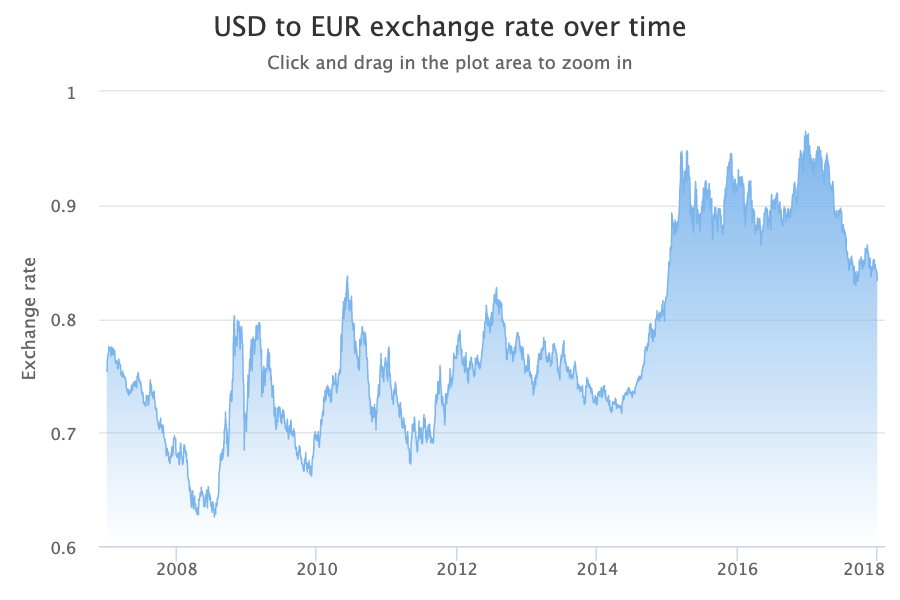 USD to EUR exchange rate over time
Click and drag in the plot area to zoom in
Exchange rate
1
0.9
0.8
0.7
0.6
2008 2010 2012 2014 2016 2018